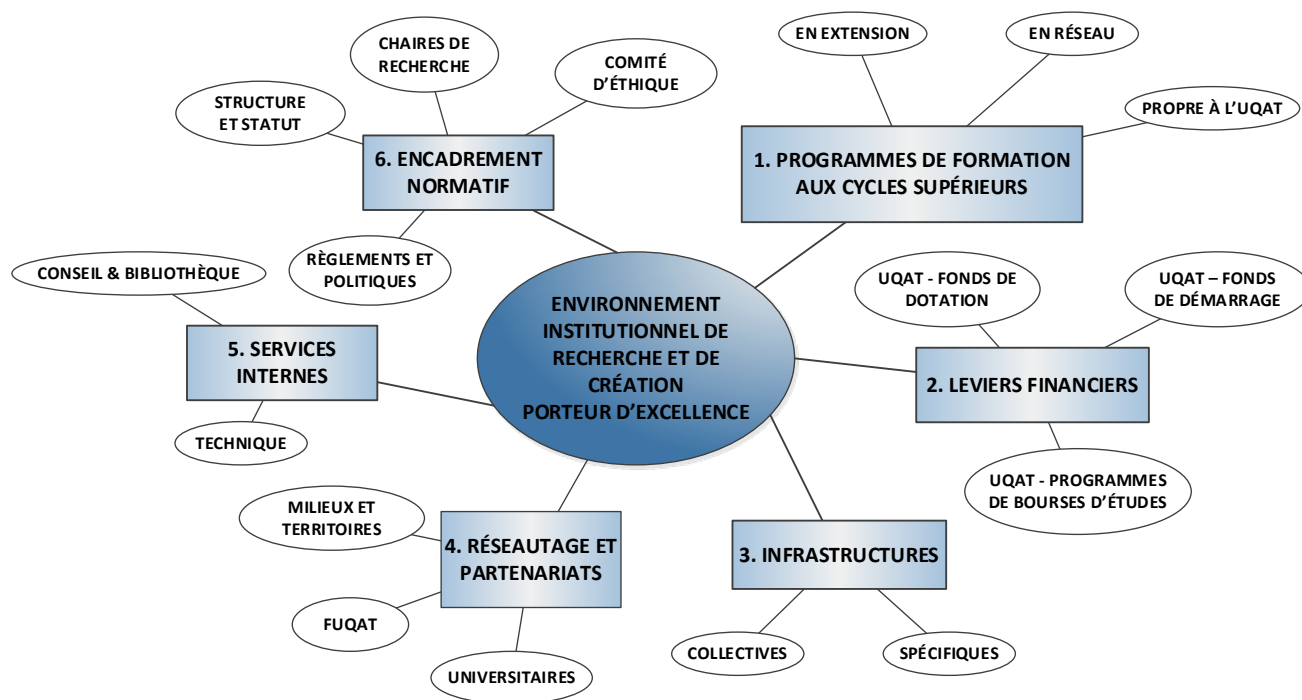 EN EXTENSION
EN RÉSEAU
PROPRE À L'UQAT
1. PROGRAMMES DE FORMATION
AUX CYCLES SUPÉRIEURS
CHAIRES DE
RECHERCHE
COMITÉ
D'ÉTHIQUE
STRUCTURE
ET STATUT
6. ENCADREMENT
NORMATIF
RÈGLEMENTS ET
POLITIQUES
CONSEIL & BIBLIOTHÈQUE
5. SERVICES
INTERNES
TECHNIQUE
ENVIRONNEMENT
INSTITUTIONNEL DE
RECHERCHE ET DE
CRÉATION
PORTEUR D'EXCELLENCE
UQAT - FONDS DE
DOTATION
UQAT – FONDS
DE DÉMARRAGE
2. LEVIERS FINANCIERS
UQAT - PROGRAMMES
DE BOURSES D'ÉTUDES
MILIEUX ET
TERRITOIRES
4. RÉSEAUTAGE ET
PARTENARIATS
FUQAT
UNIVERSITAIRES
3. INFRASTRUCTURES
COLLECTIVES
SPÉCIFIQUES